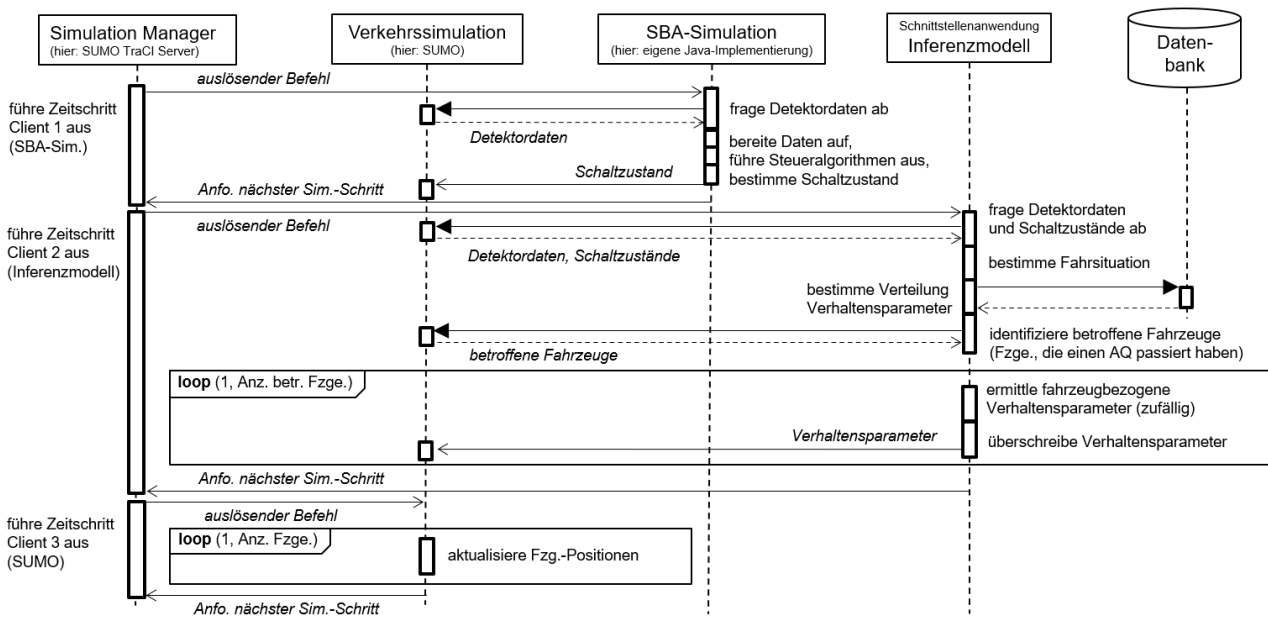 Simulation Manager
(hier: SUMO TraCI Server)
Verkehrssimulation
(hier: SUMO)
SBA-Simulation
(hier: eigene Java-Implementierung)
Schnittstellenanwendung
Inferenzmodell
Daten-
bank
auslösender Befehl
führe Zeitschritt
Client 1 aus
(SBA-Sim.)
frage Detektordaten ab
Detektordaten
bereite Daten auf,
führe Steueralgorithmen aus,
bestimme Schaltzustand
Schaltzustand
Anfo. nächster Sim.-Schritt
führe Zeitschritt
Client 2 aus
(Inferenzmodell)
auslösender Befehl
frage Detektordaten
und Schaltzustände ab
Detektordaten, Schaltzustände
bestimme Fahrsituation
bestimme Verteilung
Verhaltensparameter
identifiziere betroffene Fahrzeuge
(Fzge., die einen AQ passiert haben)
betroffene Fahrzeuge
loop (1, Anz. betr. Fzge.)
ermittle fahrzeugbezogene
Verhaltensparameter (zufällig)
Verhaltensparameter
überschreibe Verhaltensparameter
Anfo. nächster Sim.-Schritt
führe Zeitschritt
Client 3 aus
(SUMO)
auslösender Befehl
loop (1, Anz. Fzge.)
aktualisiere Fzg.-Positionen
Anfo. nächster Sim.-Schritt